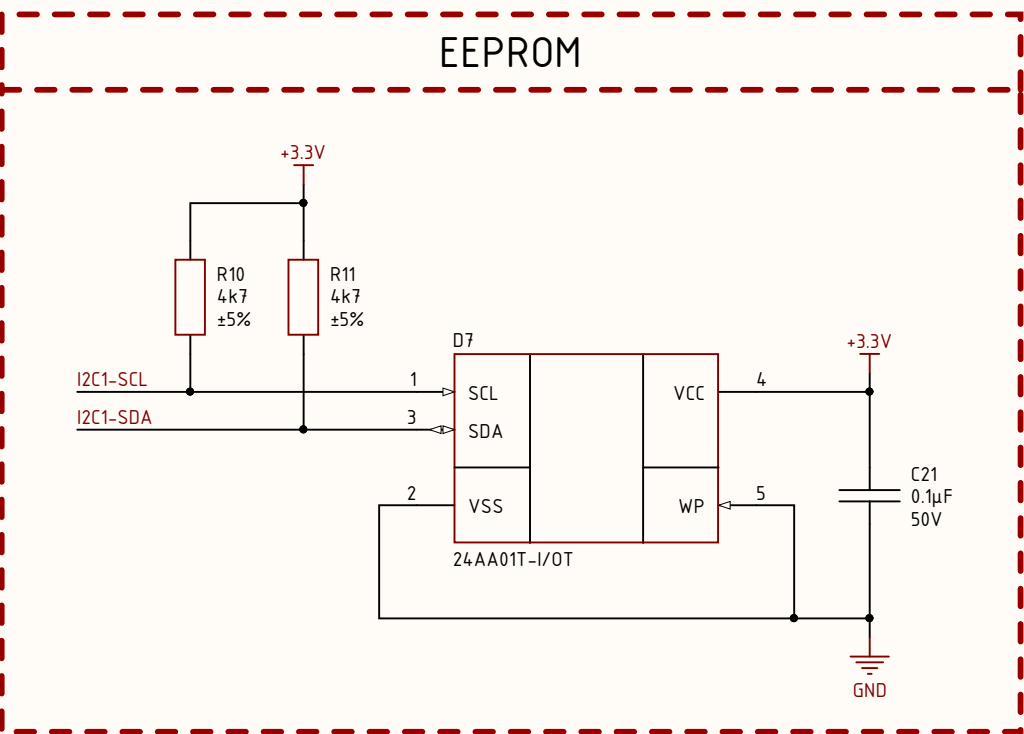 EEPROM
+3.3V
R10
4k7
±5%
R11
4k7
±5%
D7
+3.3V
I2C1-SCL
1
SCL
VCC
4
I2C1-SDA
3
SDA
C21
0.1µF
50V
2
VSS
WP
5
24AA01T-I/OT
GND